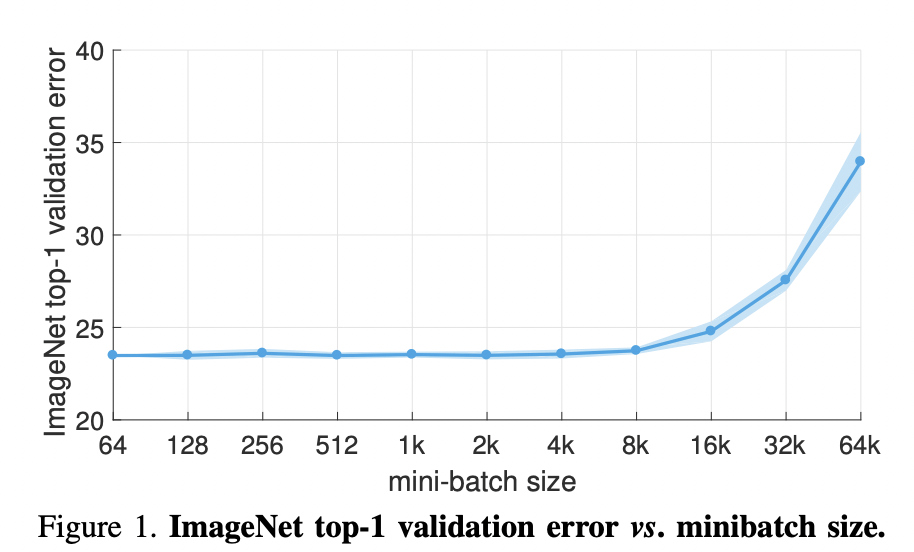 ImageNet top-1 validation error
40
35
30
25
20
64 128 256 512 1k 2k 4k 8k 16k 32k 64k
mini-batch size
Figure 1. ImageNet top-1 validation error vs. minibatch size.